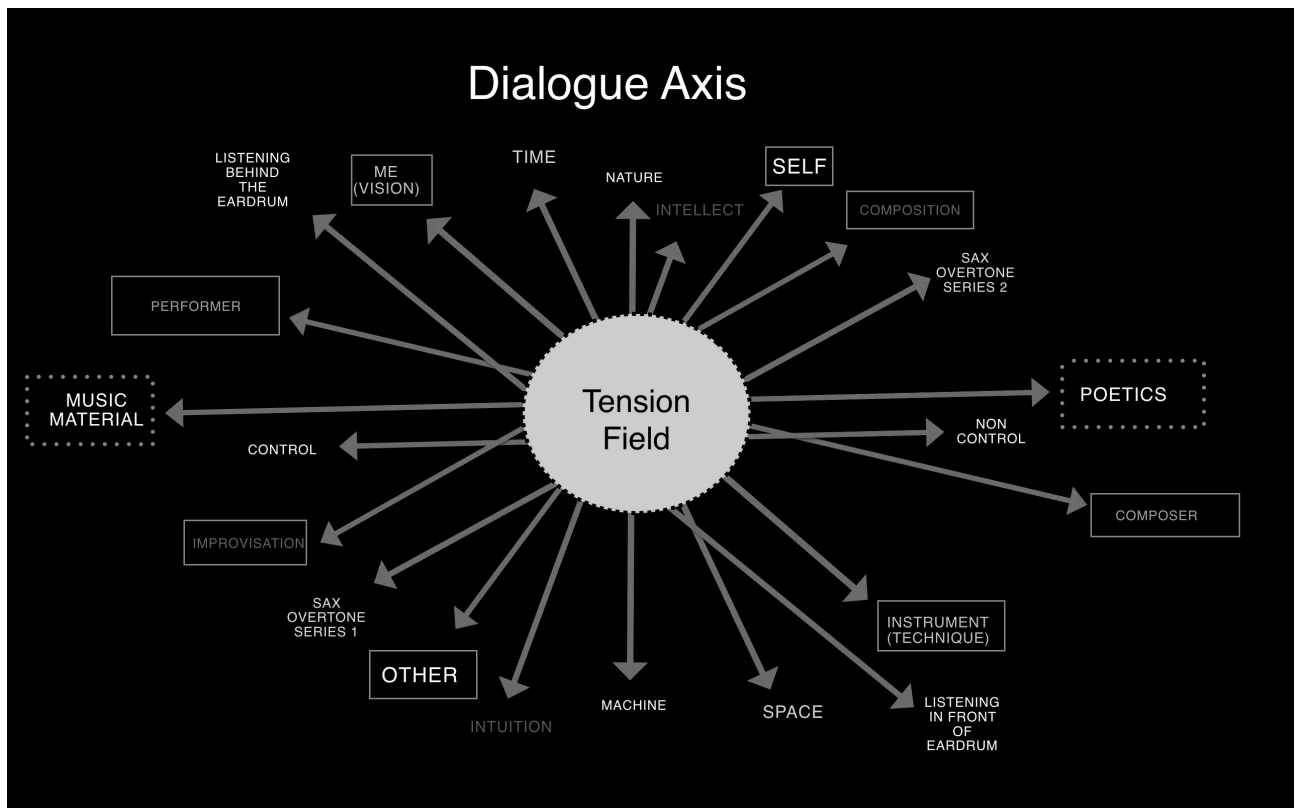 Dialogue Axis
LISTENING
BEHIND
THE
EARDRUM
ME
(VISION)
TIME
NATURE
INTELLECT
SELF
COMPOSITION
SAX
OVERTONE
SERIES 2
PERFORMER
MUSIC
MATERIAL
Tension
Field
POETICS
CONTROL
NON
CONTROL
COMPOSER
IMPROVISATION
SAX
OVERTONE
SERIES 1
OTHER
INTUITION
MACHINE
SPACE
INSTRUMENT
(TECHNIQUE)
LISTENING
IN FRONT
OF
EARDRUM